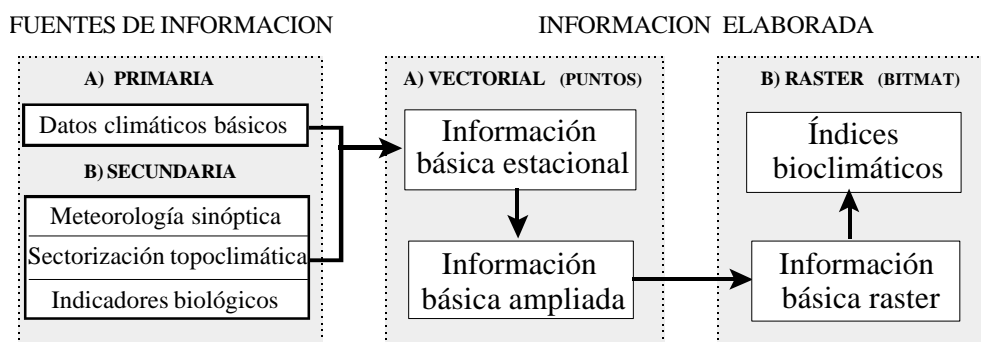 FUENTES DE INFORMACION
INFORMACION ELABORADA
A) PRIMARIA
Datos climáticos básicos
B) SECUNDARIA
Meteorología sinóptica
Sectorización topoclimática
Indicadores biológicos
A) VECTORIAL (PUNTOS)
Información
básica estacional
Información
básica ampliada
B) RASTER (BITMAT)
Índices
bioclimáticos
Información
básica raster